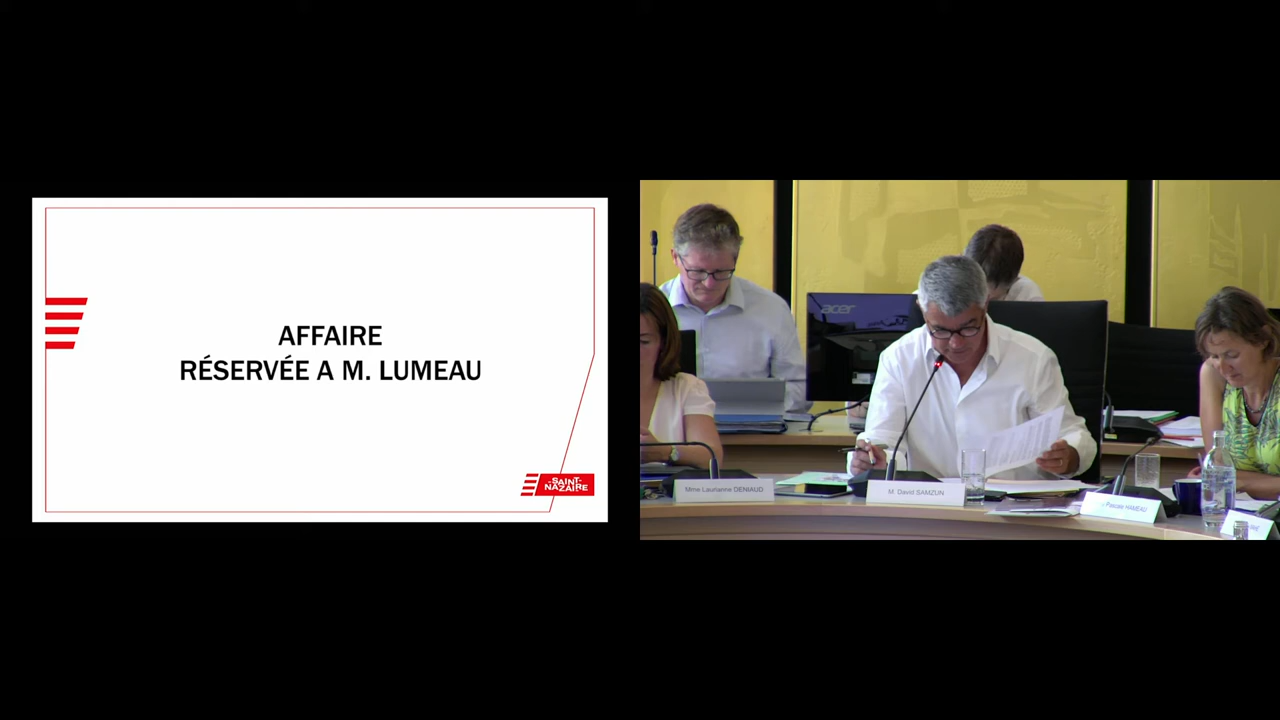 AFFAIRE
RÉSERVÉE A M. LUMEAU
SAINT-
NAZAIRE
acer
Mme Laurianne DENIAUD
M. David SAMZUN
Pascale HAMEAU